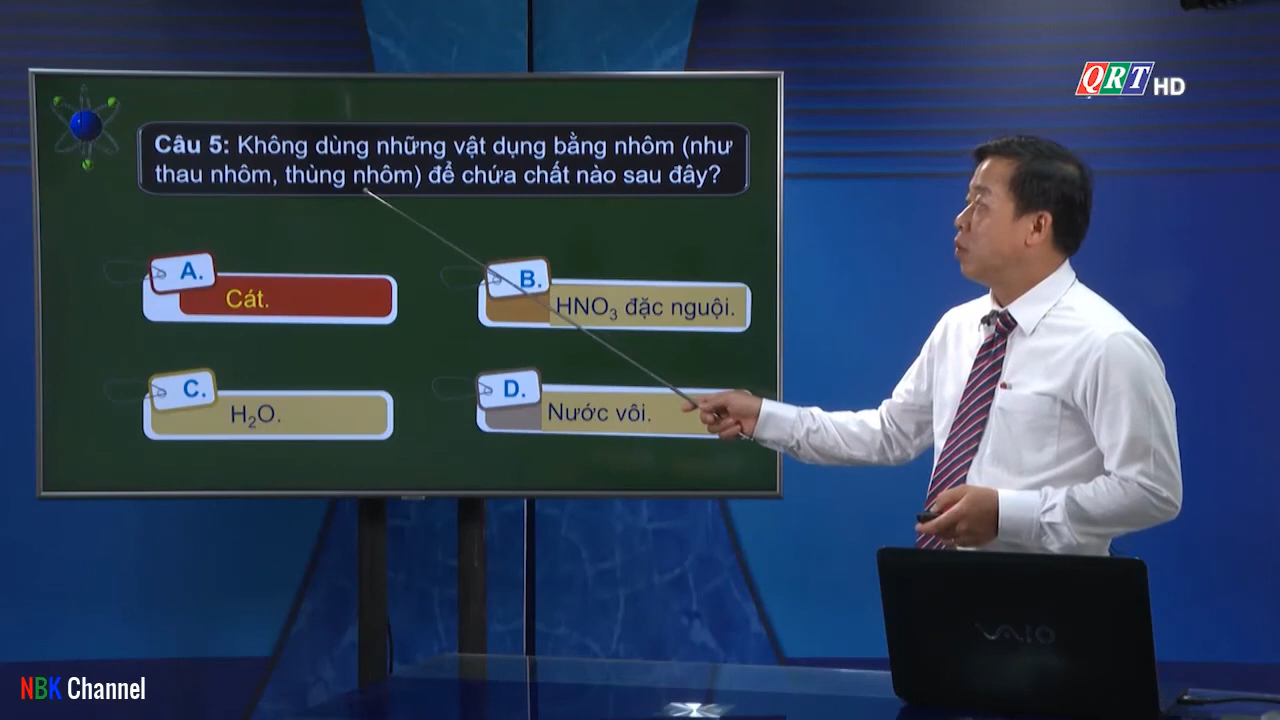 QRT HD
Câu 5: Không dùng những vật dụng bằng nhôm (như
thau nhôm, thùng nhôm) để chứa chất nào sau đây?
A.
Cát.
B.
HNO₃ đặc nguội.
C.
H₂O.
D.
Nước vôi.
VAIO
NBK Channel